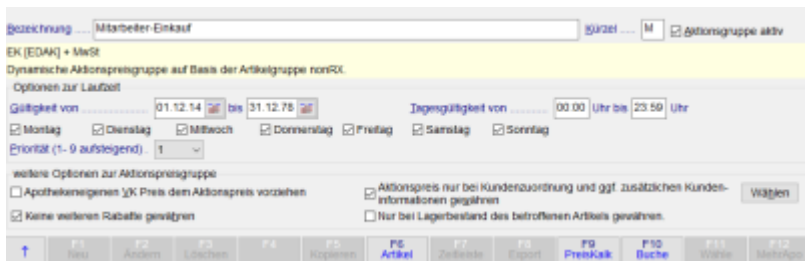 Bezeichnung ..... Mitarbeiter-Einkauf Kürzel ..... M Aktionsgruppe aktiv
EK [EDAK] + MwSt
Dynamische Aktionspreisgruppe auf Basis der Artikelgruppe nonRX.
Optionen zur Laufzeit
Gültigkeit von ..................... 01.12.14 bis 31.12.78 Tagesgültigkeit von ............ 00:00 Uhr bis 23:59 Uhr
Montag Dienstag Mittwoch Donnerstag Freitag Samstag Sonntag
Priorität (1- 9 aufsteigend) . 1
weitere Optionen zur Aktionspreisgruppe
Apothekeneigenen VK Preis dem Aktionspreis vorziehen
Aktionspreis nur bei Kundenzuordnung und ggf. zusätzlichen Kunden-
informationen gewähren
Wählen
Keine weiteren Rabatte gewähren
Nur bei Lagerbestand des betroffenen Artikels gewähren.
↑ F1 F2 F3 F4 F5 F6 F7 F8 F9 F10 F11 F12
Neu Ändern Löschen Kopieren Artikel Zeitleiste Export PreisKalk Buche Wähle MehrApo